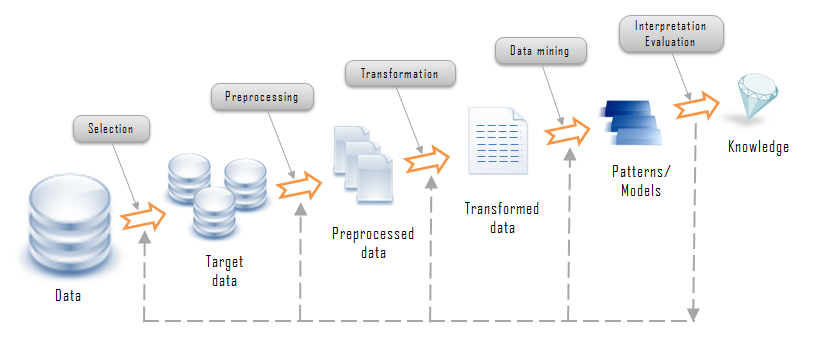 Interpretation
Evaluation
Data mining
Transformation
Preprocessing
Selection
Knowledge
Patterns/
Models
Transformed
data
Preprocessed
data
Target
data
Data